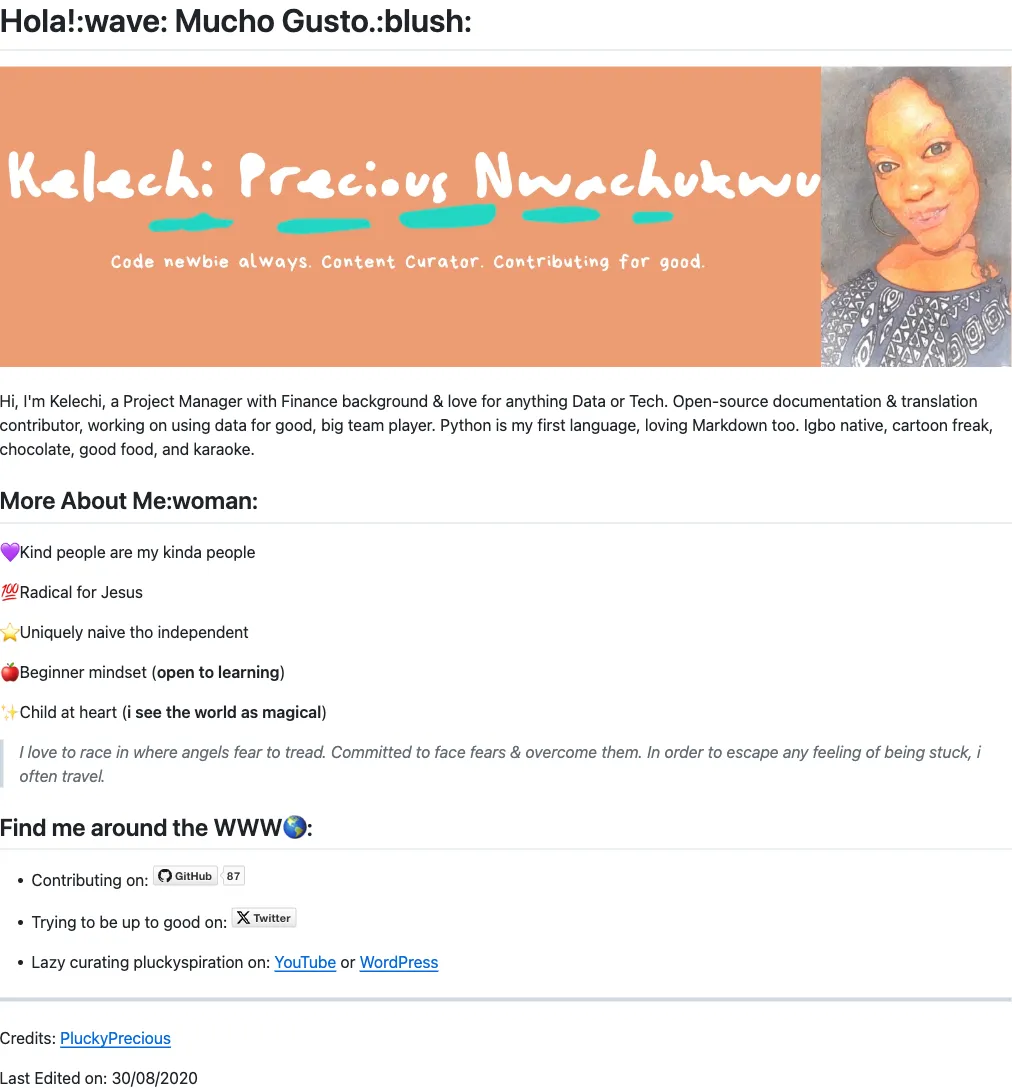 Hola!:wave: Mucho Gusto.:blush:
Kelechi Precious Nwachukwu
Code newbie always. Content Curator. Contributing for good.
Hi, I'm Kelechi, a Project Manager with Finance background & love for anything Data or Tech. Open-source documentation & translation
contributor, working on using data for good, big team player. Python is my first language, loving Markdown too. Igbo native, cartoon freak,
chocolate, good food, and karaoke.
More About Me:woman:
💜Kind people are my kinda people
💯Radical for Jesus
⭐Uniquely naive tho independent
🍎Beginner mindset (open to learning)
✨Child at heart (i see the world as magical)
I love to race in where angels fear to tread. Committed to face fears & overcome them. In order to escape any feeling of being stuck, i
often travel.
Find me around the WWW🌎:
• Contributing on: GitHub 87
• Trying to be up to good on: X Twitter
• Lazy curating pluckyspiration on: YouTube or WordPress
Credits: PluckyPrecious
Last Edited on: 30/08/2020